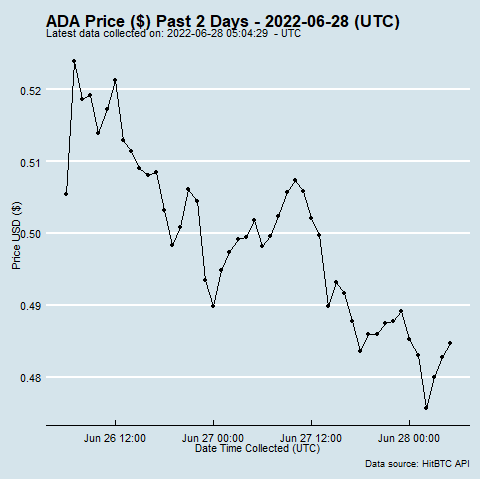 ADA Price ($) Past 2 Days - 2022-06-28 (UTC)
Latest data collected on: 2022-06-28 05:04:29 - UTC
0.52
0.51
0.50
0.49
0.48
Price USD ($)
Jun 26 12:00
Jun 27 00:00
Jun 27 12:00
Jun 28 00:00
Date Time Collected (UTC)
Data source: HitBTC API